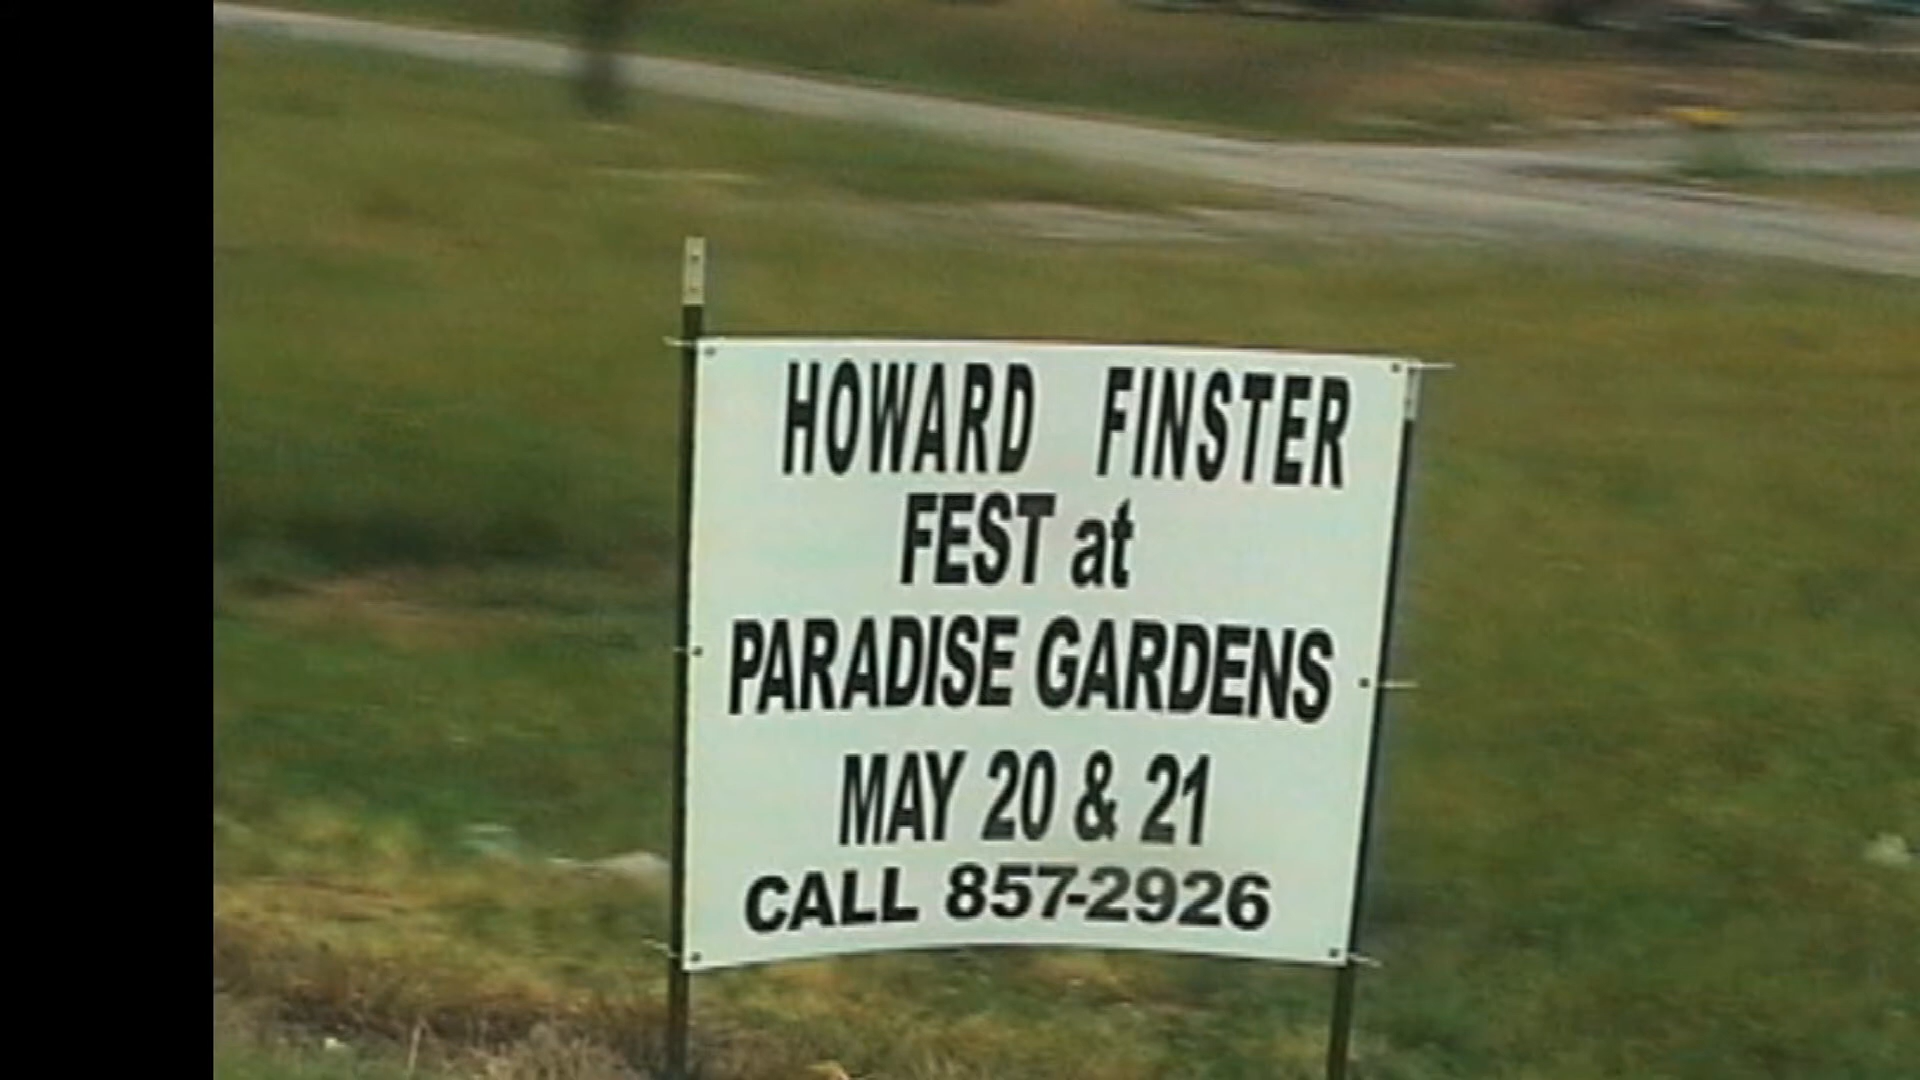 HOWARD FINSTER
FEST at
PARADISE GARDENS
MAY 20 & 21
CALL 857-2926